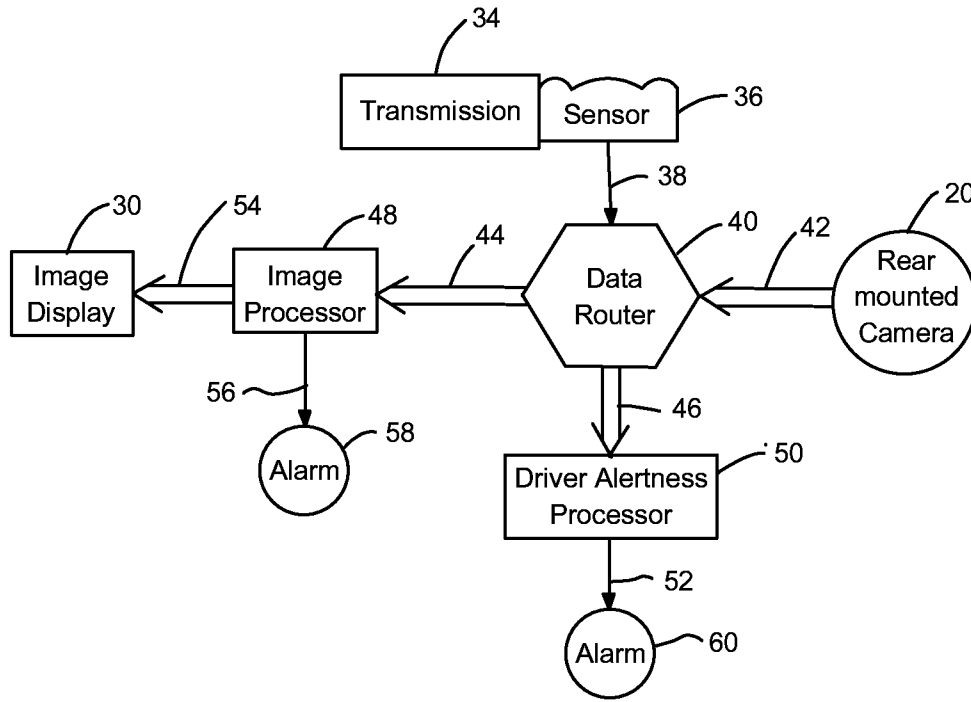 34
Transmission
Sensor
36
38
30
54
48
44
40
42
20
Image
Display
Image
Processor
Data
Router
Rear
mounted
Camera
56
58
Alarm
46
50
Driver Alertness
Processor
52
60
Alarm